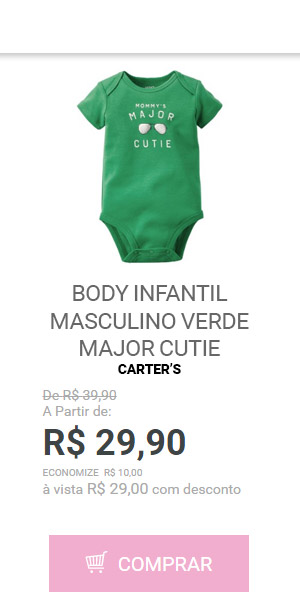 MOMMY'S
MAJOR
CUTIE
BODY INFANTIL
MASCULINO VERDE
MAJOR CUTIE
CARTER'S
De R$ 39,90
A Partir de:
R$ 29,90
ECONOMIZE R$ 10,00
à vista R$ 29,00 com desconto
COMPRAR